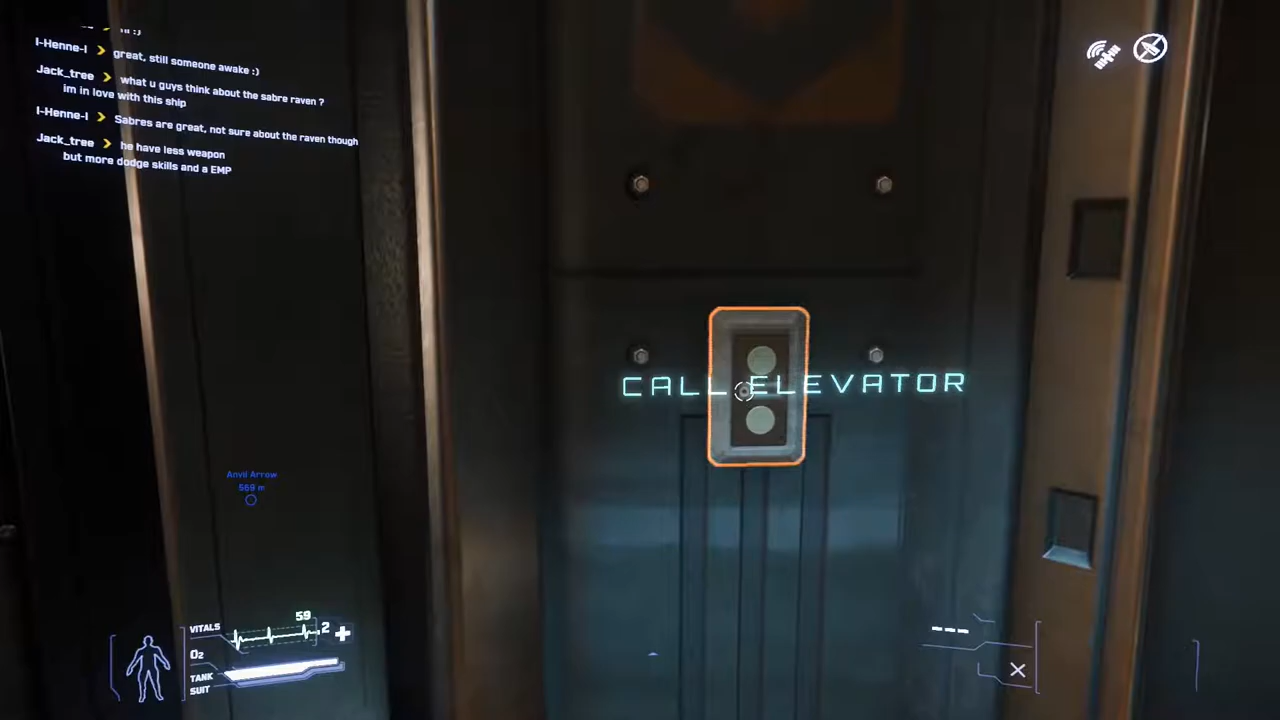 I-Henne-I > great, still someone awake :)
Jack_tree > what u guys think about the sabre raven ?
im in love with this ship
I-Henne-I > Sabres are great, not sure about the raven though
Jack_tree > he have less weapon
but more dodge skills and a EMP
CALL ELEVATOR
Anvil Arrow
569 m
59
VITALS
2
O2
TANK
SUIT